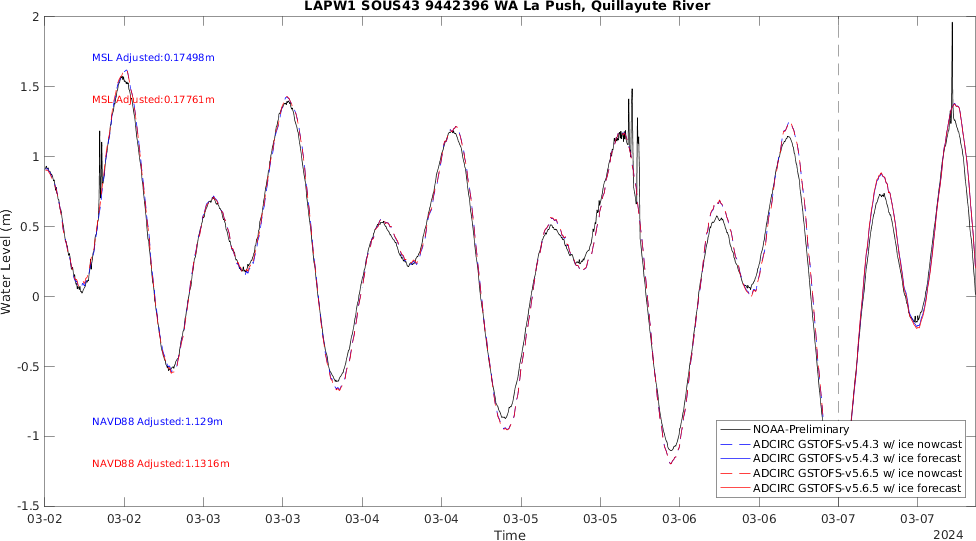 LAPW1 SOUS43 9442396 WA La Push, Quillayute River
Water Level (m)
2
1.5
1
0.5
0
-0.5
-1
-1.5
MSL Adjusted:0.17498m
MSL Adjusted:0.17761m
NAVD88 Adjusted:1.129m
NAVD88 Adjusted:1.1316m
NOAA-Preliminary
ADCIRC GSTOFS-v5.4.3 w/ ice nowcast
ADCIRC GSTOFS-v5.4.3 w/ ice forecast
ADCIRC GSTOFS-v5.6.5 w/ ice nowcast
ADCIRC GSTOFS-v5.6.5 w/ ice forecast
03-02 03-02 03-03 03-03 03-04 03-04 03-05 03-05 03-06 03-06 03-07 03-07
Time
2024